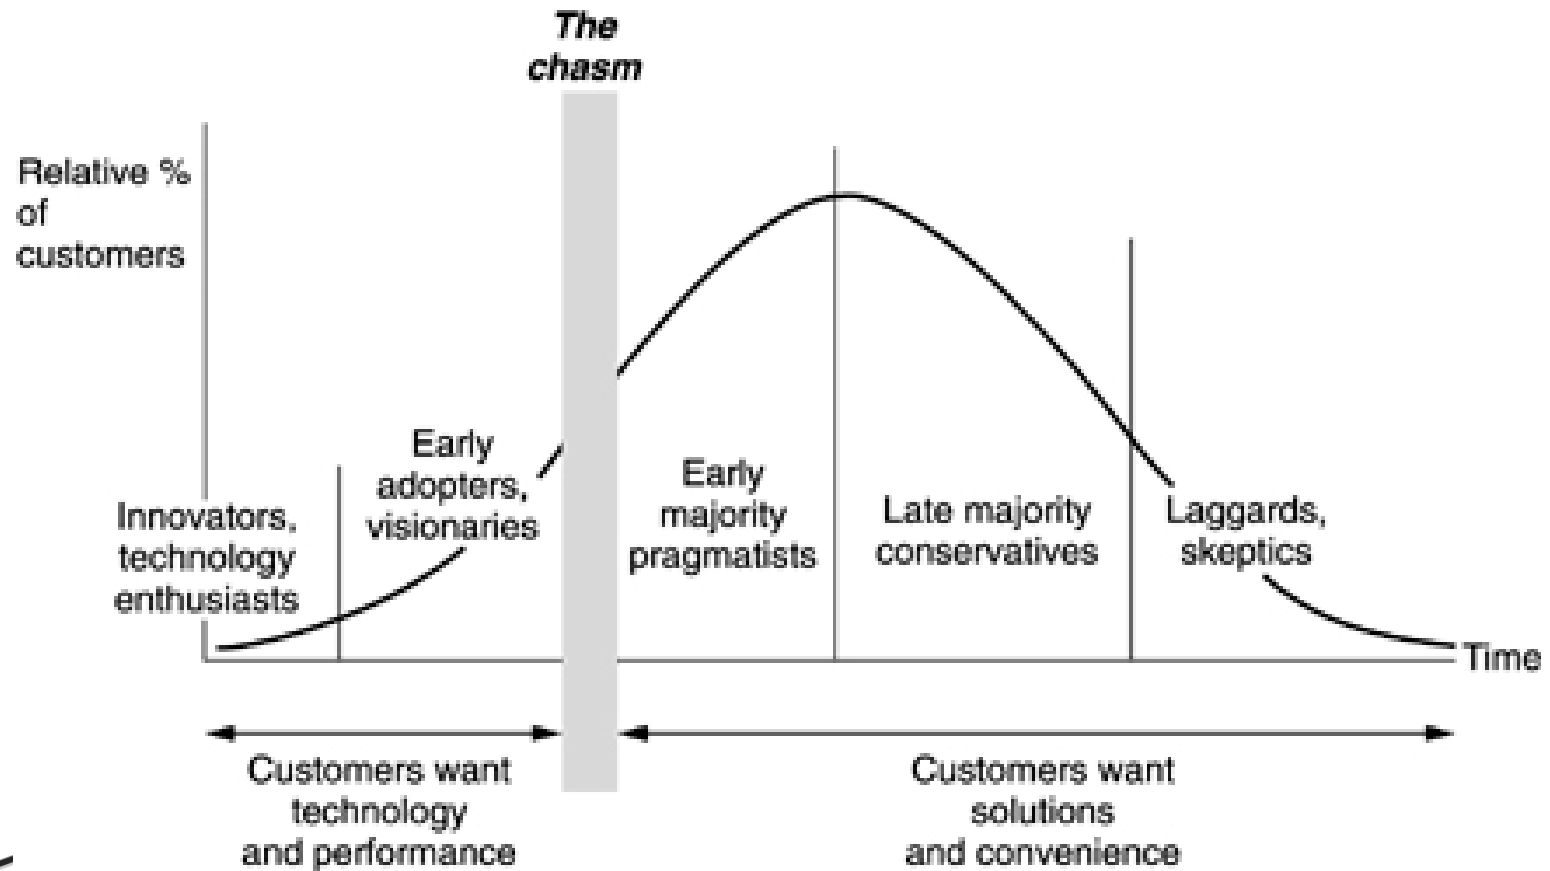 The
chasm
Relative %
of
customers
Innovators,
technology
enthusiasts
Early
adopters,
visionaries
Early
majority
pragmatists
Late majority
conservatives
Laggards,
skeptics
Time
Customers want
technology
and performance
Customers want
solutions
and convenience